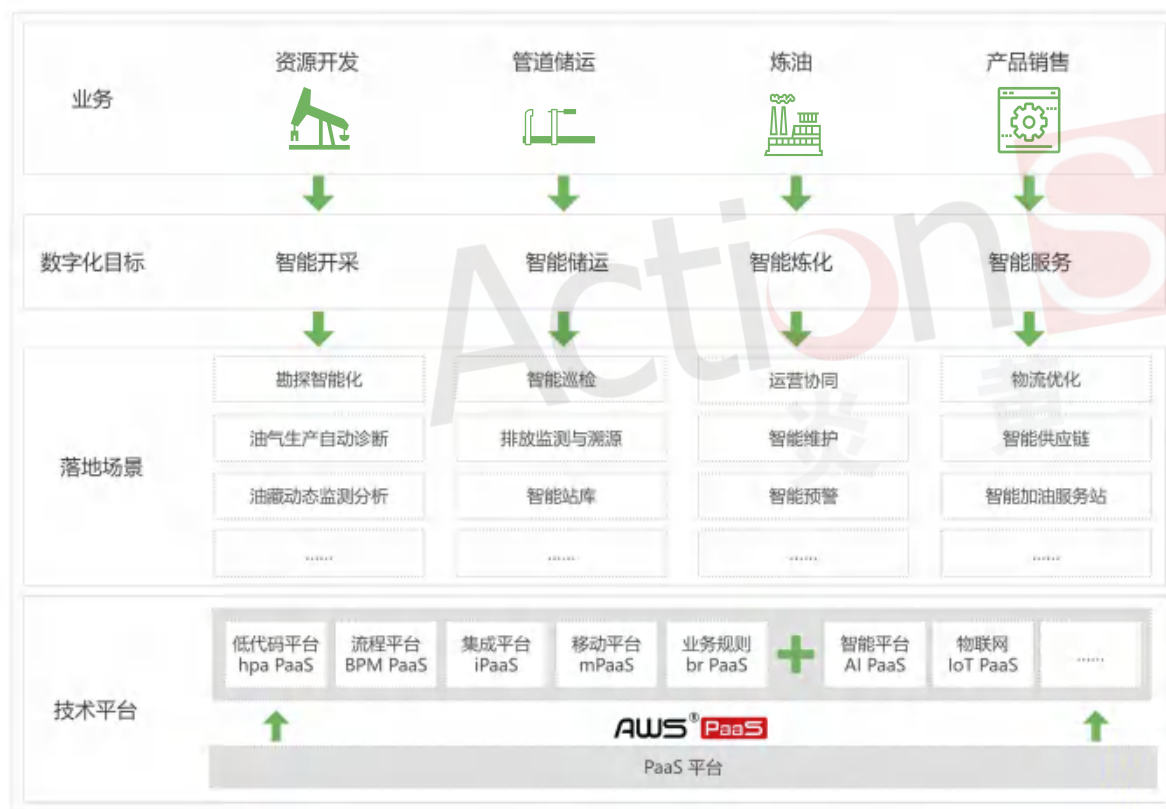 业务
资源开发
管道储运
炼油
产品销售
数字化目标
智能开采
智能储运
智能炼化
智能服务
落地场景
勘探智能化
智能巡检
运营协同
物流优化
油气生产自动诊断
排放监测与溯源
智能维护
智能供应链
油藏动态监测分析
智能站库
智能预警
智能加油服务站
......
......
......
......
技术平台
低代码平台
hpa PaaS
流程平台
BPM PaaS
集成平台
iPaaS
移动平台
mPaaS
业务规则
br PaaS
智能平台
AI PaaS
物联网
IoT PaaS
......
AWS® PaaS
PaaS 平台
ActionS
炎黄